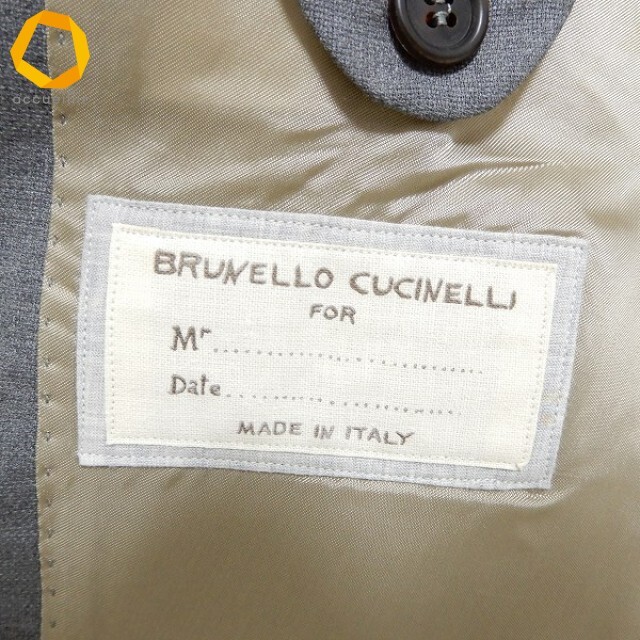 BRUNELLO CUCINELLI
FOR
Mr
Date
MADE IN ITALY